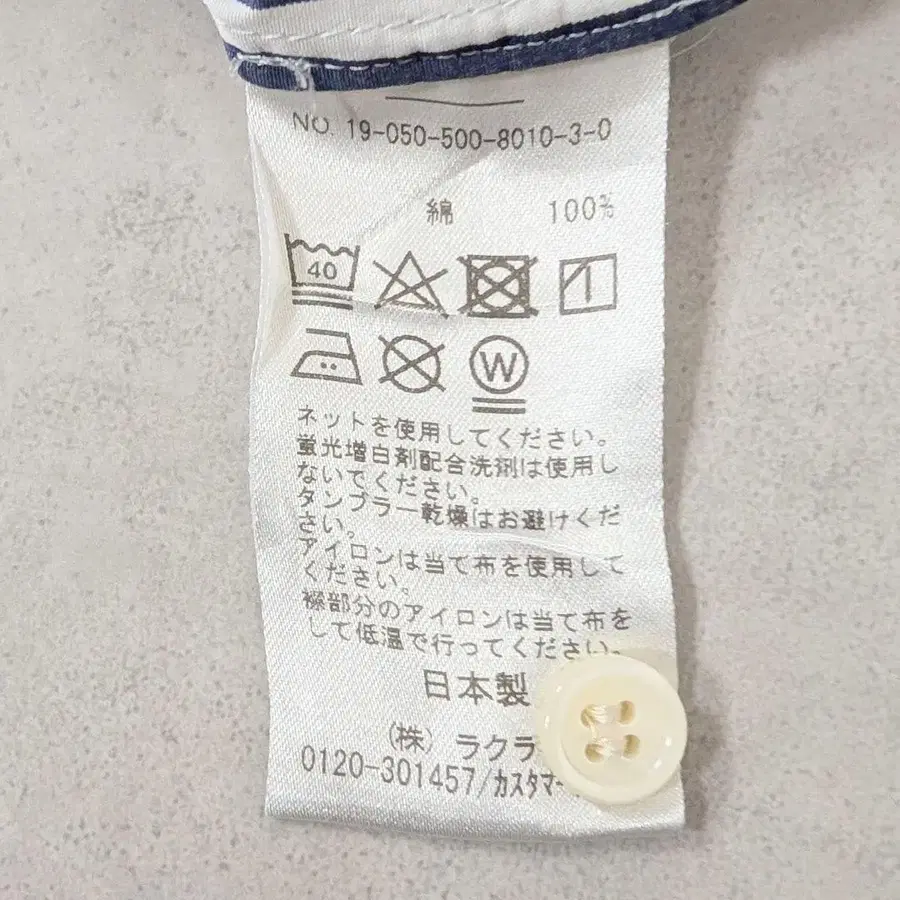 NO 19-050-500-8010-3-0
綿 100%
40
W
ネットを使用してください。
蛍光増白剤配合洗剤は使用し
ないでください。
タンブラー乾燥はお避けくだ
さい。
アイロンは当て布を使用して
ください。
襟部分のアイロンは当て布を
して低温で行ってください。
日本製
(株) ラクラ
0120-301457/カスタマー